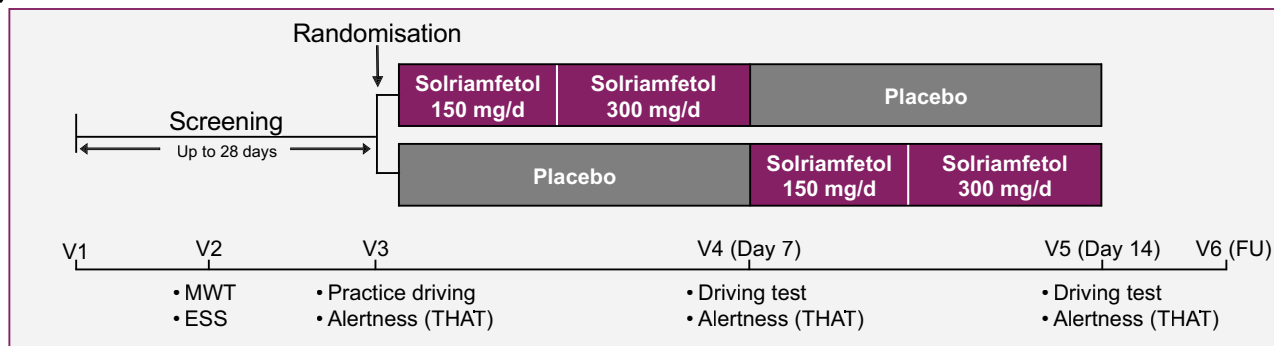 Randomisation
Solriamfetol
150 mg/d
Solriamfetol
300 mg/d
Placebo
Screening
Up to 28 days
Placebo
Solriamfetol
150 mg/d
Solriamfetol
300 mg/d
V1
V2
V3
V4 (Day 7)
V5 (Day 14)
V6 (FU)
• MWT
• ESS
• Practice driving
• Alertness (THAT)
• Driving test
• Alertness (THAT)
• Driving test
• Alertness (THAT)